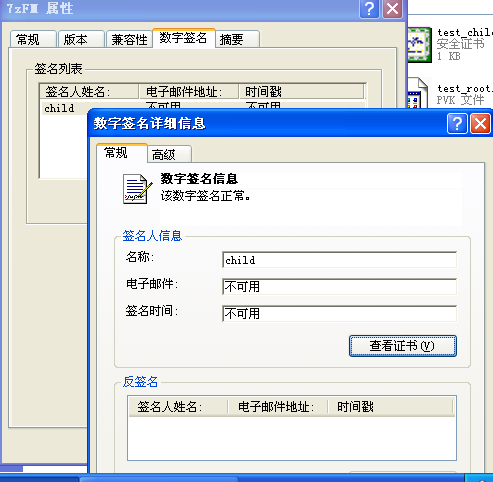 7zFM 属性
常规 版本 兼容性 数字签名 摘要
签名列表
签名人姓名: 电子邮件地址: 时间戳
child 不可用 不可用
test_chil
安全证书
1 KB
test_root.
PVK 文件
数字签名详细信息
常规 高级
数字签名信息
该数字签名正常。
签名人信息
名称: child
电子邮件: 不可用
签名时间: 不可用
查看证书(V)
反签名
签名人姓名: 电子邮件地址: 时间戳